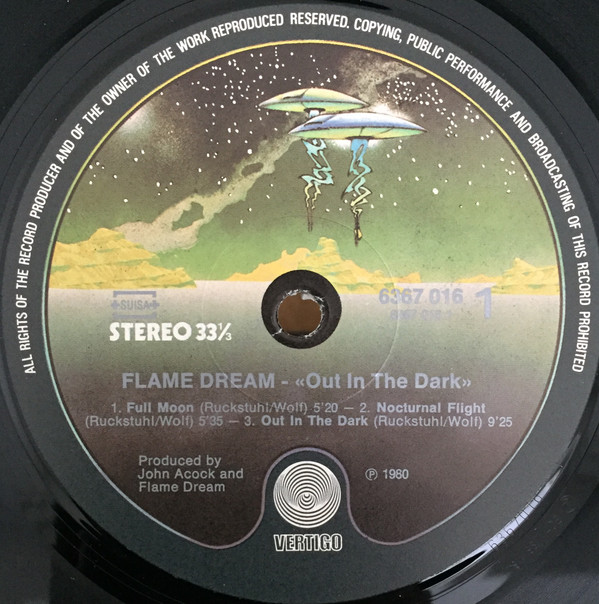 ALL RIGHTS OF THE RECORD PRODUCER AND OF THE OWNER OF THE WORK REPRODUCED RESERVED. COPYING, PUBLIC PERFORMANCE AND BROADCASTING OF THIS RECORD PROHIBITED
SUISA
6367 016 1
STEREO 33⅓
FLAME DREAM - «Out In The Dark»
1. Full Moon (Ruckstuhl/Wolf) 5'20 – 2. Nocturnal Flight
(Ruckstuhl/Wolf) 5'35 – 3. Out In The Dark (Ruckstuhl/Wolf) 9'25
Produced by
John Acock and
Flame Dream
℗ 1980
VERTIGO